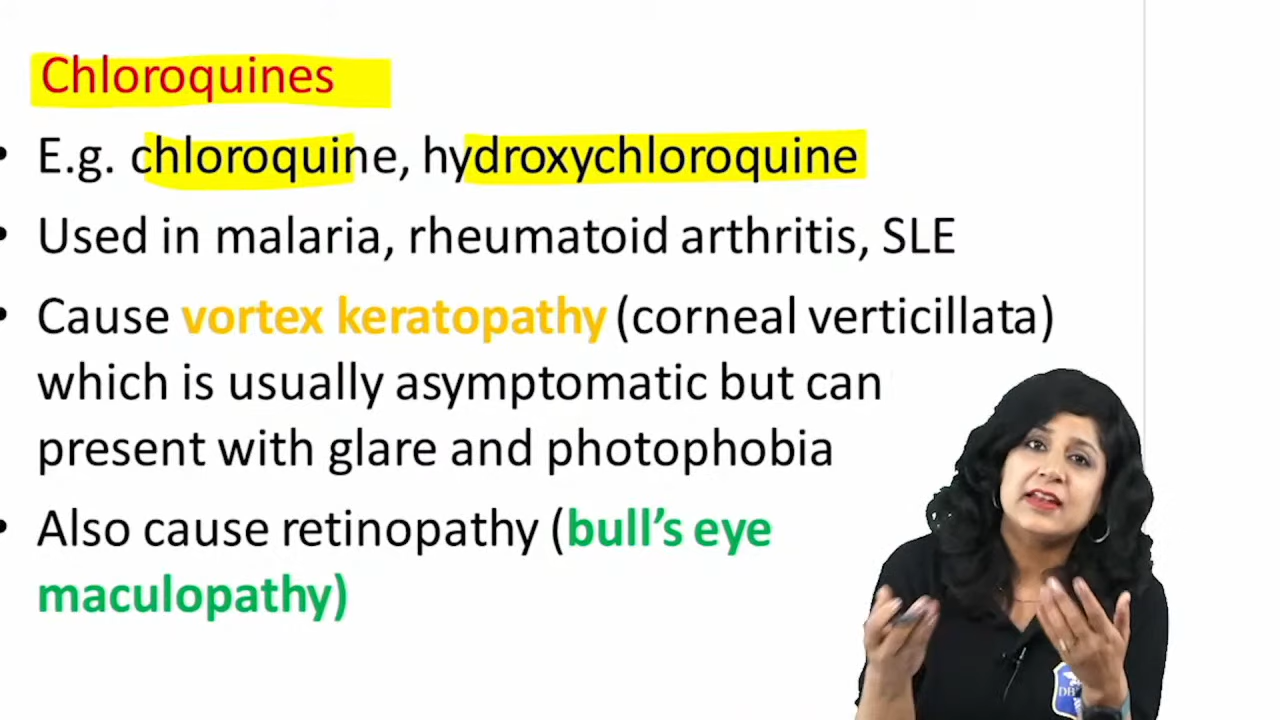 Chloroquines
• E.g. chloroquine, hydroxychloroquine
• Used in malaria, rheumatoid arthritis, SLE
• Cause vortex keratopathy (corneal verticillata)
which is usually asymptomatic but can
present with glare and photophobia
• Also cause retinopathy (bull’s eye
maculopathy)